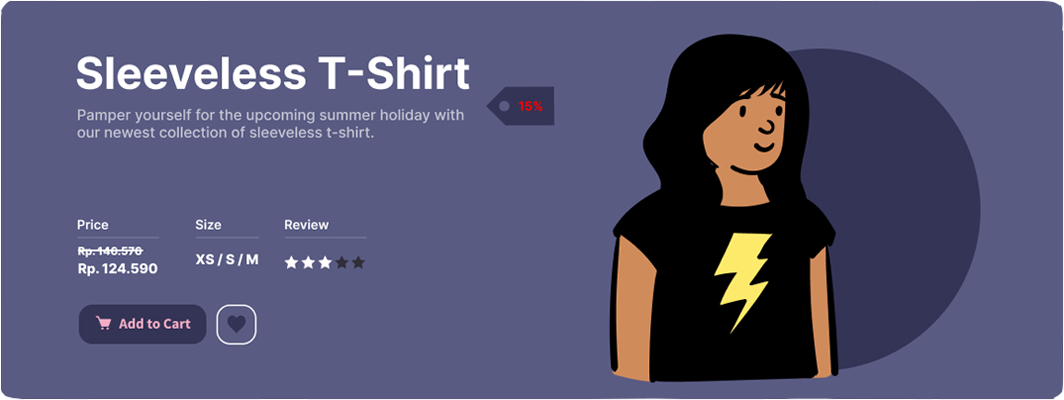 Sleeveless T-Shirt
Pamper yourself for the upcoming summer holiday with
our newest collection of sleeveless t-shirt.
15%
Price
Size
Review
Rp. 146.570
Rp. 124.590
XS / S / M
Add to Cart